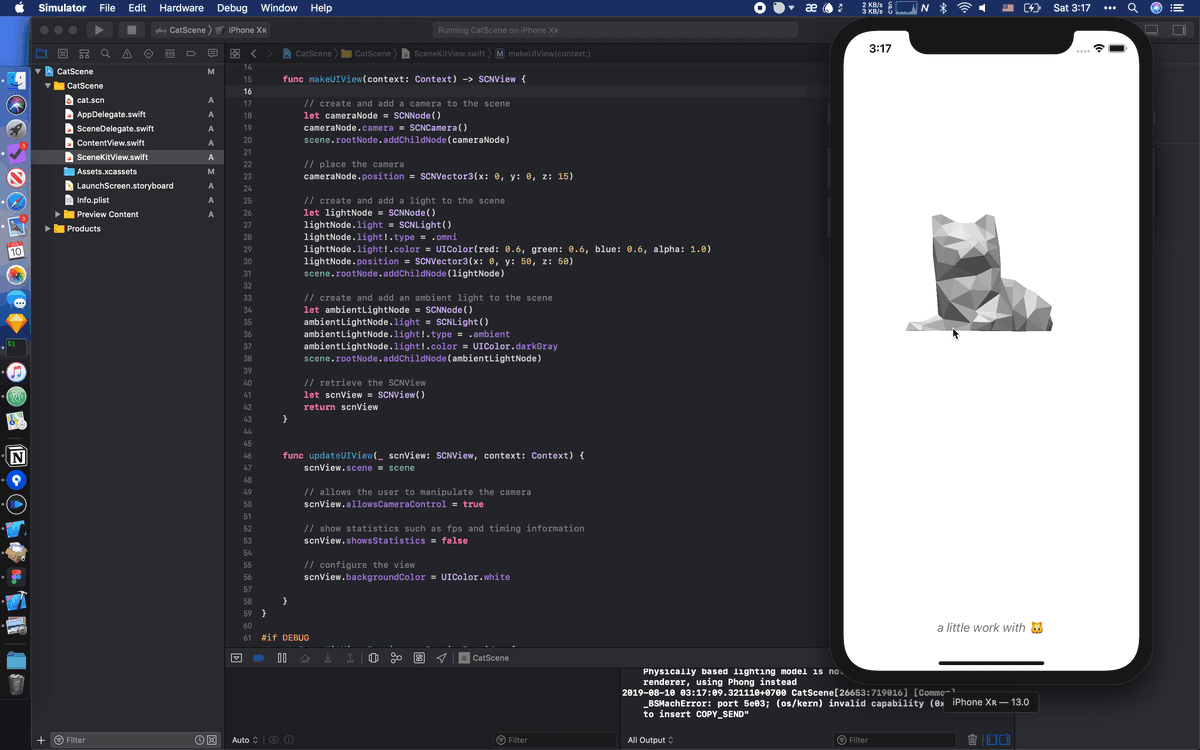 Simulator File Edit Hardware Debug Window Help
2 KB/s
3 KB/s
Sat 3:17
CatScene iPhone XR
Running CatScene on iPhone XR
CatScene CatScene SceneKitView.swift M makeUIView(context:)
CatScene M
CatScene
cat.scn A
AppDelegate.swift A
SceneDelegate.swift A
ContentView.swift A
SceneKitView.swift A
Assets.xcassets M
LaunchScreen.storyboard A
Info.plist A
Preview Content A
Products
14
15 func makeUIView(context: Context) -> SCNView {
16
17 // create and add a camera to the scene
18 let cameraNode = SCNNode()
19 cameraNode.camera = SCNCamera()
20 scene.rootNode.addChildNode(cameraNode)
21
22 // place the camera
23 cameraNode.position = SCNVector3(x: 0, y: 0, z: 15)
24
25 // create and add a light to the scene
26 let lightNode = SCNNode()
27 lightNode.light = SCNLight()
28 lightNode.light!.type = .omni
29 lightNode.light!.color = UIColor(red: 0.6, green: 0.6, blue: 0.6, alpha: 1.0)
30 lightNode.position = SCNVector3(x: 0, y: 50, z: 50)
31 scene.rootNode.addChildNode(lightNode)
32
33 // create and add an ambient light to the scene
34 let ambientLightNode = SCNNode()
35 ambientLightNode.light = SCNLight()
36 ambientLightNode.light!.type = .ambient
37 ambientLightNode.light!.color = UIColor.darkGray
38 scene.rootNode.addChildNode(ambientLightNode)
39
40 // retrieve the SCNView
41 let scnView = SCNView()
42 return scnView
43 }
44
45
46 func updateUIView(_ scnView: SCNView, context: Context) {
47 scnView.scene = scene
48
49 // allows the user to manipulate the camera
50 scnView.allowsCameraControl = true
51
52 // show statistics such as fps and timing information
53 scnView.showsStatistics = false
54
55 // configure the view
56 scnView.backgroundColor = UIColor.white
57
58 }
59 }
60
61 #if DEBUG
CatScene
Physically based lighting model is no
renderer, using Phong instead
2019-08-10 03:17:09.321110+0700 CatScene[26653:719016] [Common]
_BSMachError: port 5e03; (os/kern) invalid capability (0x
to insert COPY_SEND"
Filter
Auto
Filter
All Output
Filter
3:17
a little work with 🐱
iPhone XR — 13.0
10